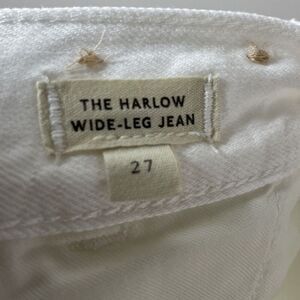 THE HARLOW
WIDE-LEG JEAN
27